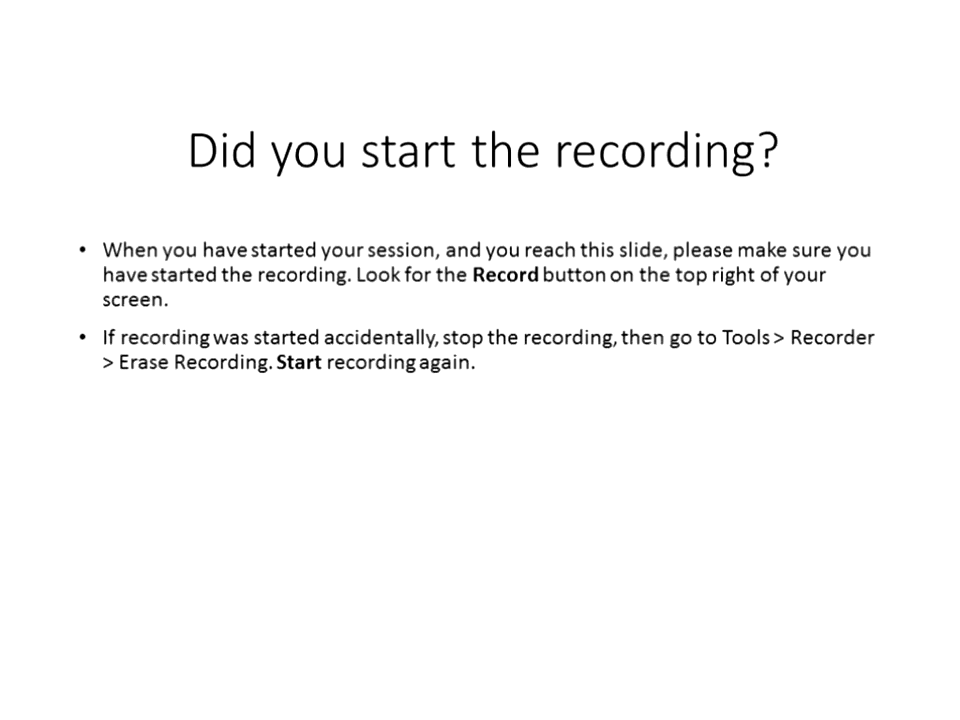 Did you start the recording?
• When you have started your session, and you reach this slide, please make sure you
have started the recording. Look for the Record button on the top right of your
screen.
• If recording was started accidentally, stop the recording, then go to Tools > Recorder
> Erase Recording. Start recording again.